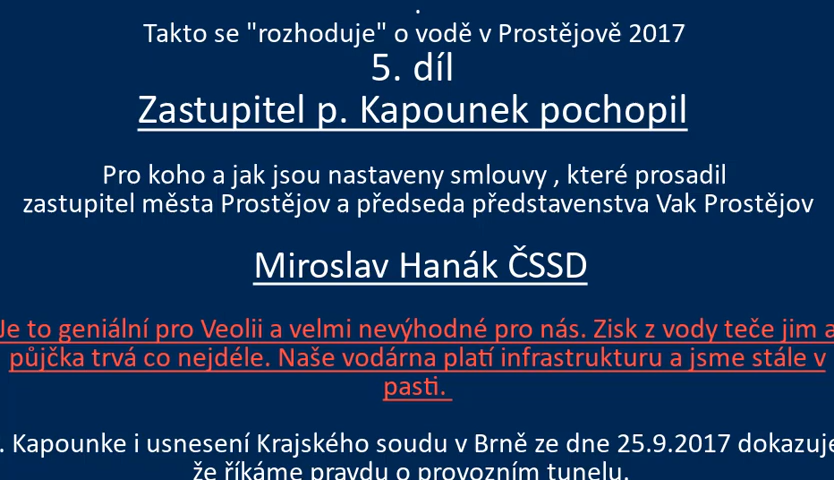 Takto se "rozhoduje" o vodě v Prostějově 2017
5. díl
Zastupitel p. Kapounek pochopil
Pro koho a jak jsou nastaveny smlouvy , které prosadil
zastupitel města Prostějov a předseda představenstva Vak Prostějov
Miroslav Hanák ČSSD
Je to geniální pro Veolii a velmi nevýhodné pro nás. Zisk z vody teče jim a
půjčka trvá co nejdéle. Naše vodárna platí infrastrukturu a jsme stále v
pasti.
. Kapounke i usnesení Krajského soudu v Brně ze dne 25.9.2017 dokazuje
že říkáme pravdu o provozním tunelu.